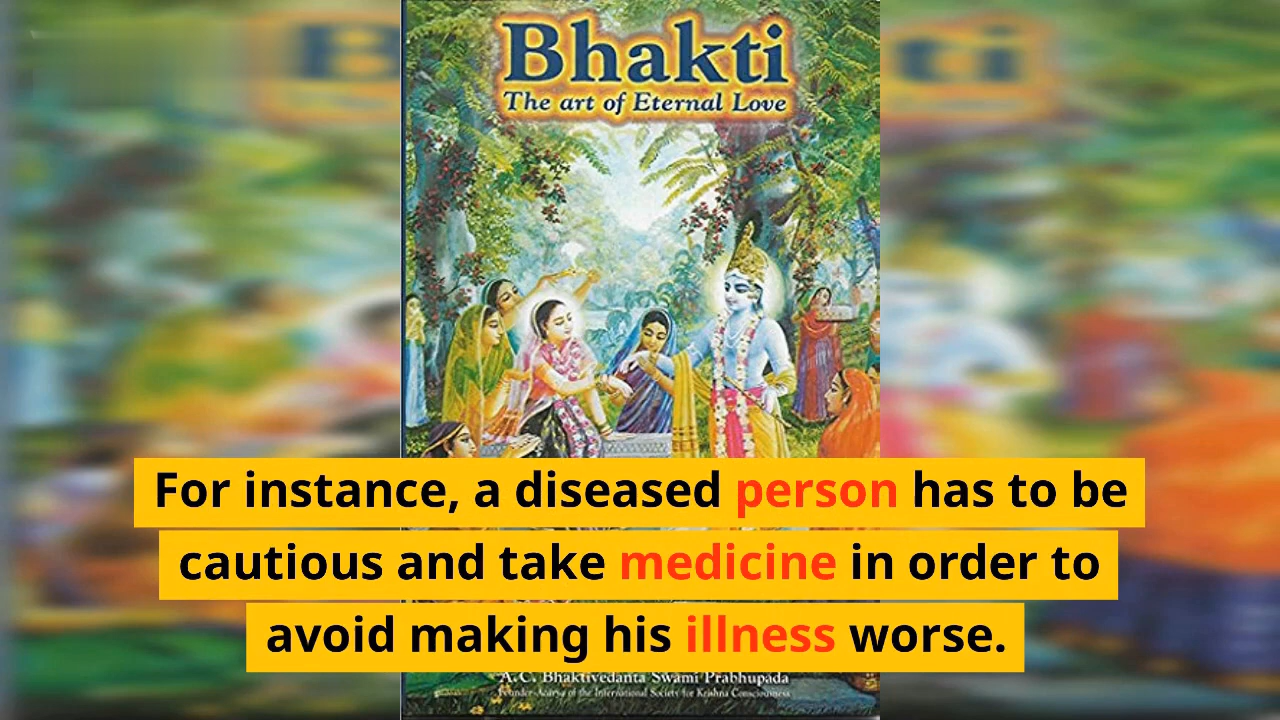 Bhakti
The art of Eternal Love
For instance, a diseased person has to be
cautious and take medicine in order to
avoid making his illness worse.
A.C. Bhaktivedanta Swami Prabhupada
Founder-Acarya of the International Society for Krishna Consciousness